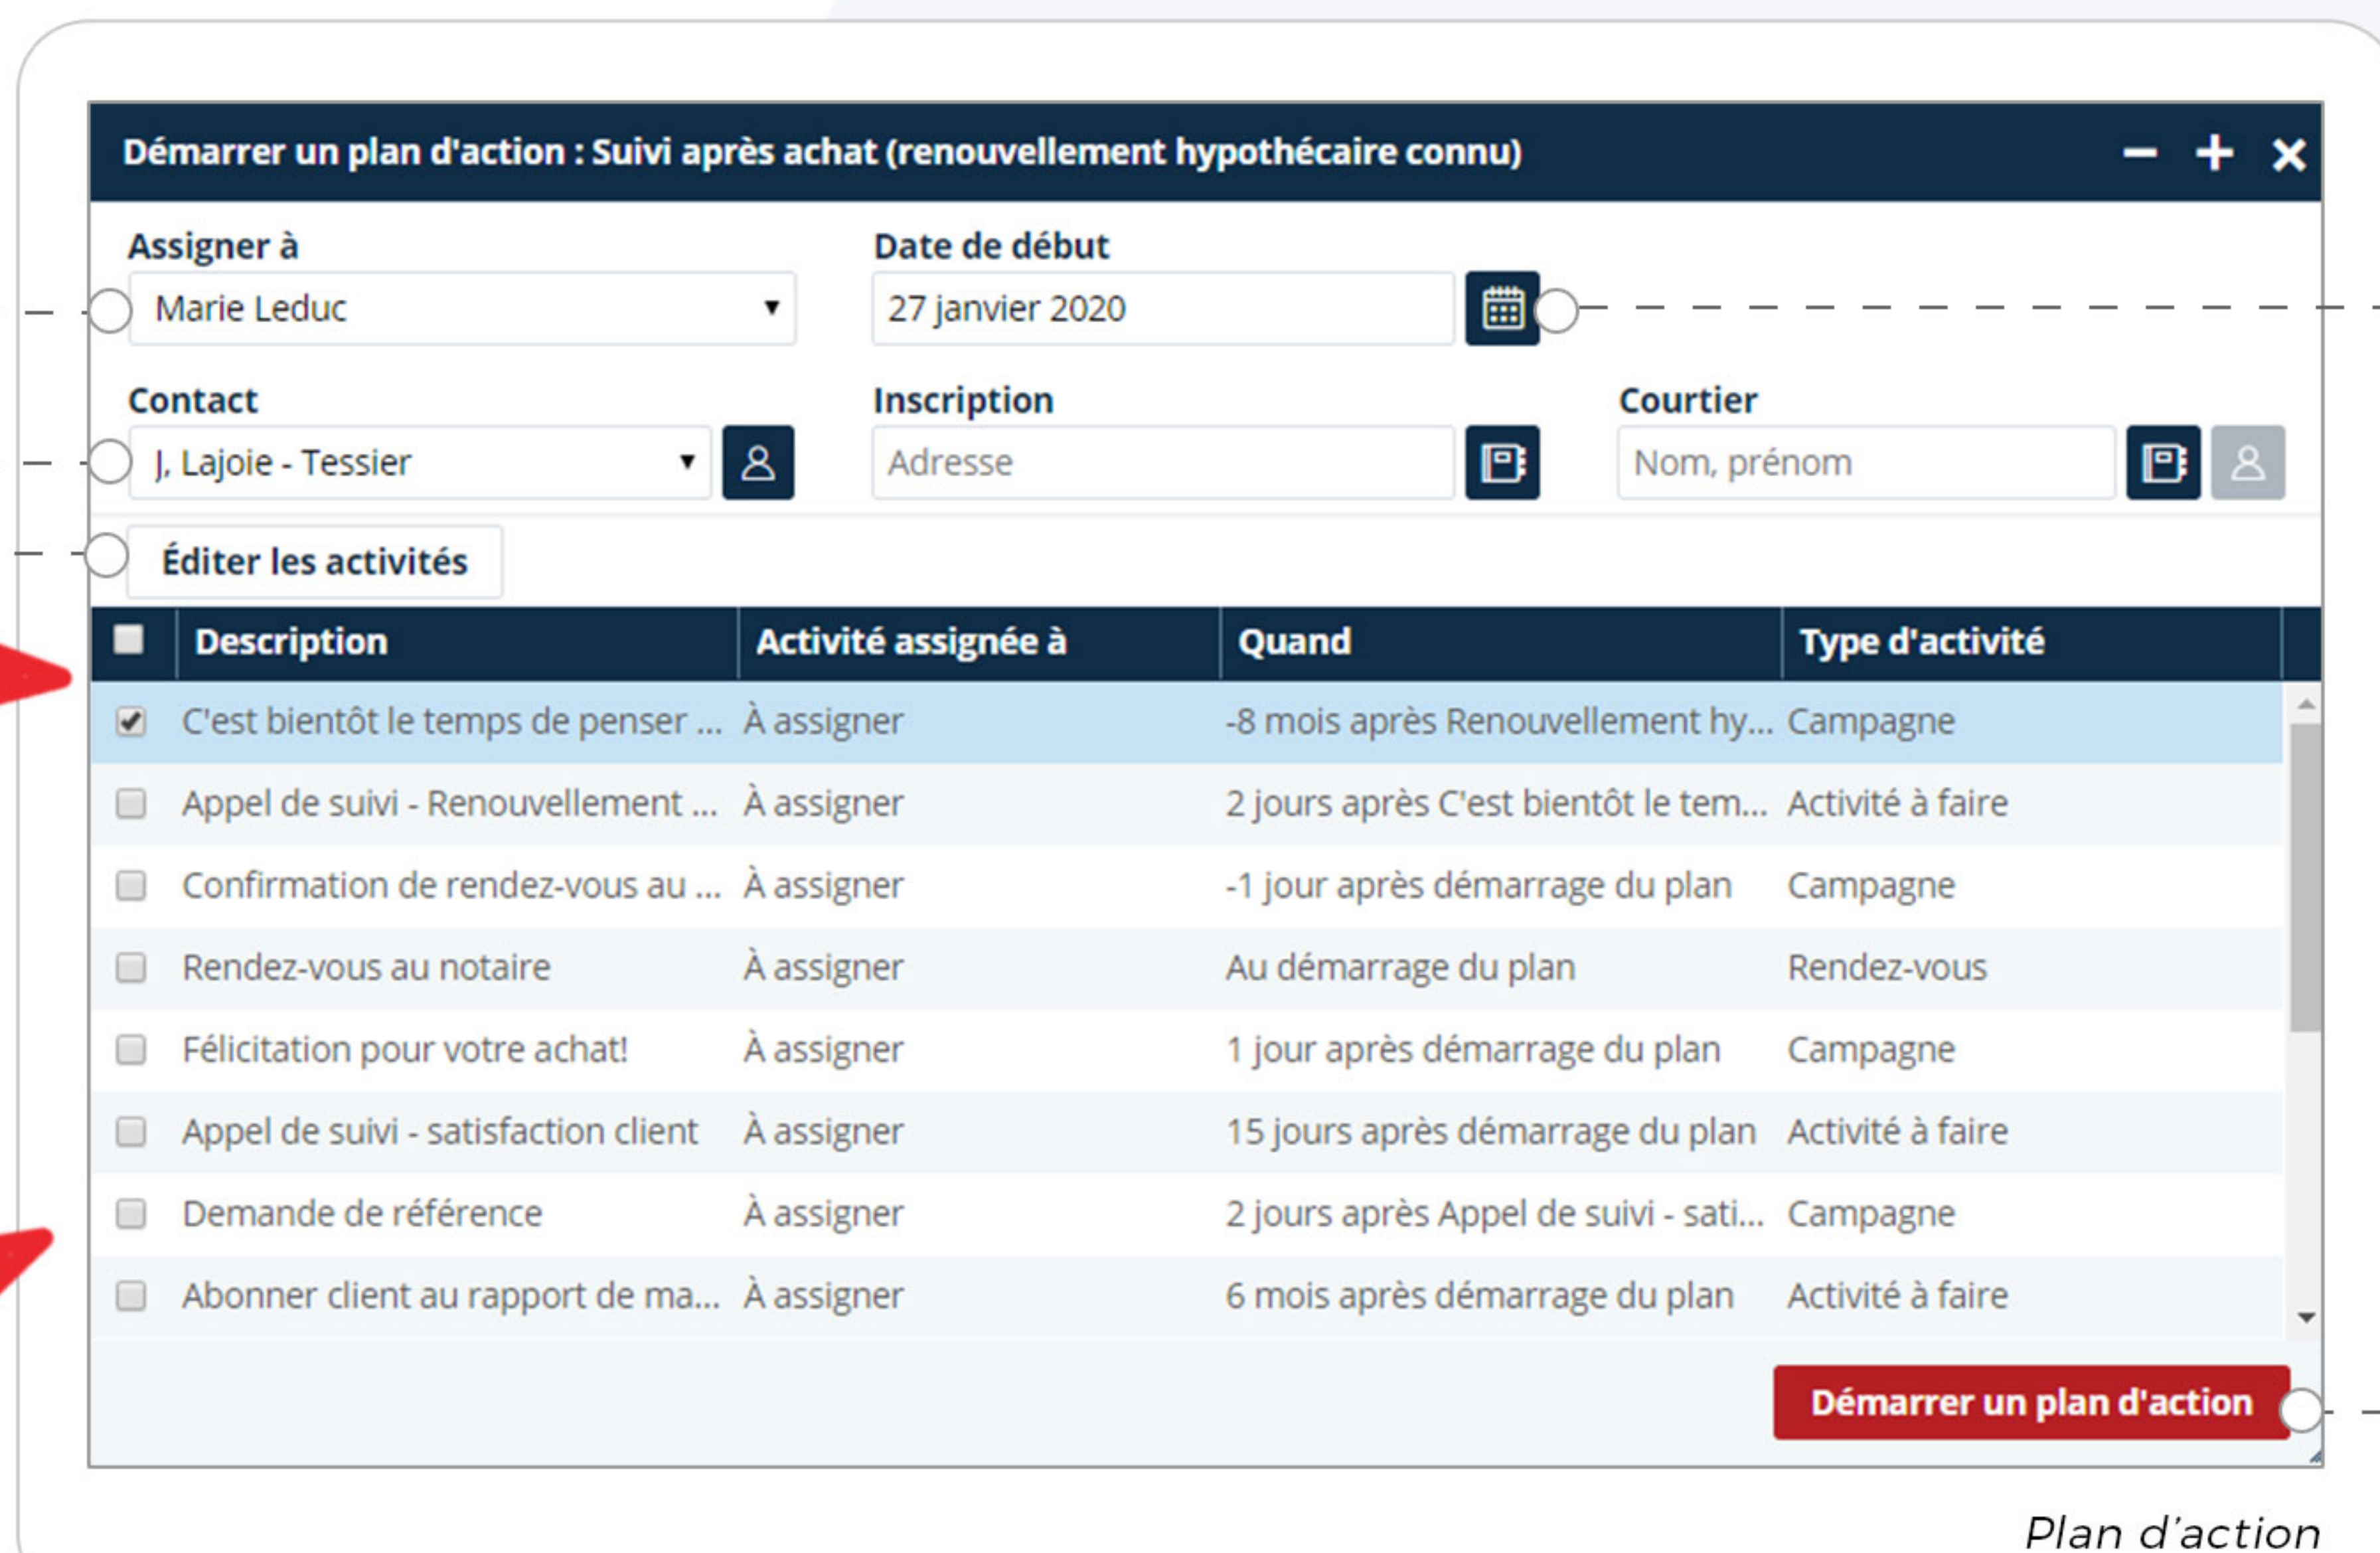 Démarrer un plan d'action : Suivi après achat (renouvellement hypothécaire connu)
Assigner à
Date de début
Marie Leduc
27 janvier 2020
Contact
Inscription
Courtier
J, Lajoie - Tessier
Adresse
Nom, prénom
Éditer les activités
Description Activité assignée à Quand Type d'activité
C'est bientôt le temps de penser ... À assigner -8 mois après Renouvellement hy... Campagne
Appel de suivi - Renouvellement ... À assigner 2 jours après C'est bientôt le tem... Activité à faire
Confirmation de rendez-vous au ... À assigner -1 jour après démarrage du plan Campagne
Rendez-vous au notaire À assigner Au démarrage du plan Rendez-vous
Félicitation pour votre achat! À assigner 1 jour après démarrage du plan Campagne
Appel de suivi - satisfaction client À assigner 15 jours après démarrage du plan Activité à faire
Demande de référence À assigner 2 jours après Appel de suivi - sati... Campagne
Abonner client au rapport de ma... À assigner 6 mois après démarrage du plan Activité à faire
Démarrer un plan d'action
Plan d'action